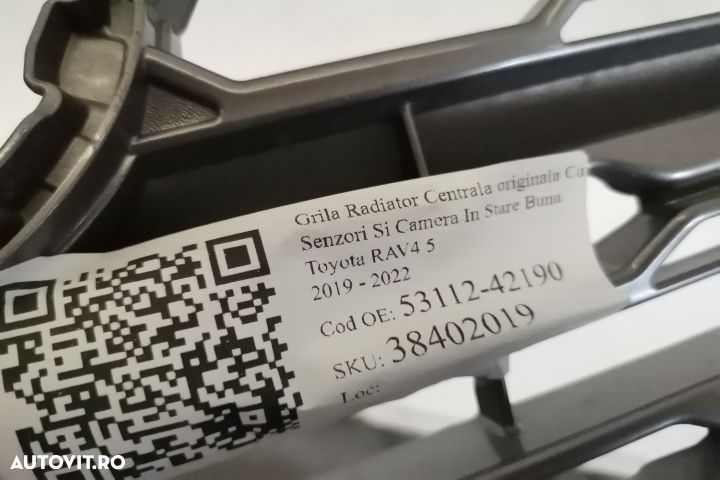 Grila Radiator Centrala originala Cu
Senzori Si Camera In Stare Buna
Toyota RAV4 5
2019 - 2022
Cod OE: 53112-42190
SKU: 38402019
Loc:
AUTOVIT.RO